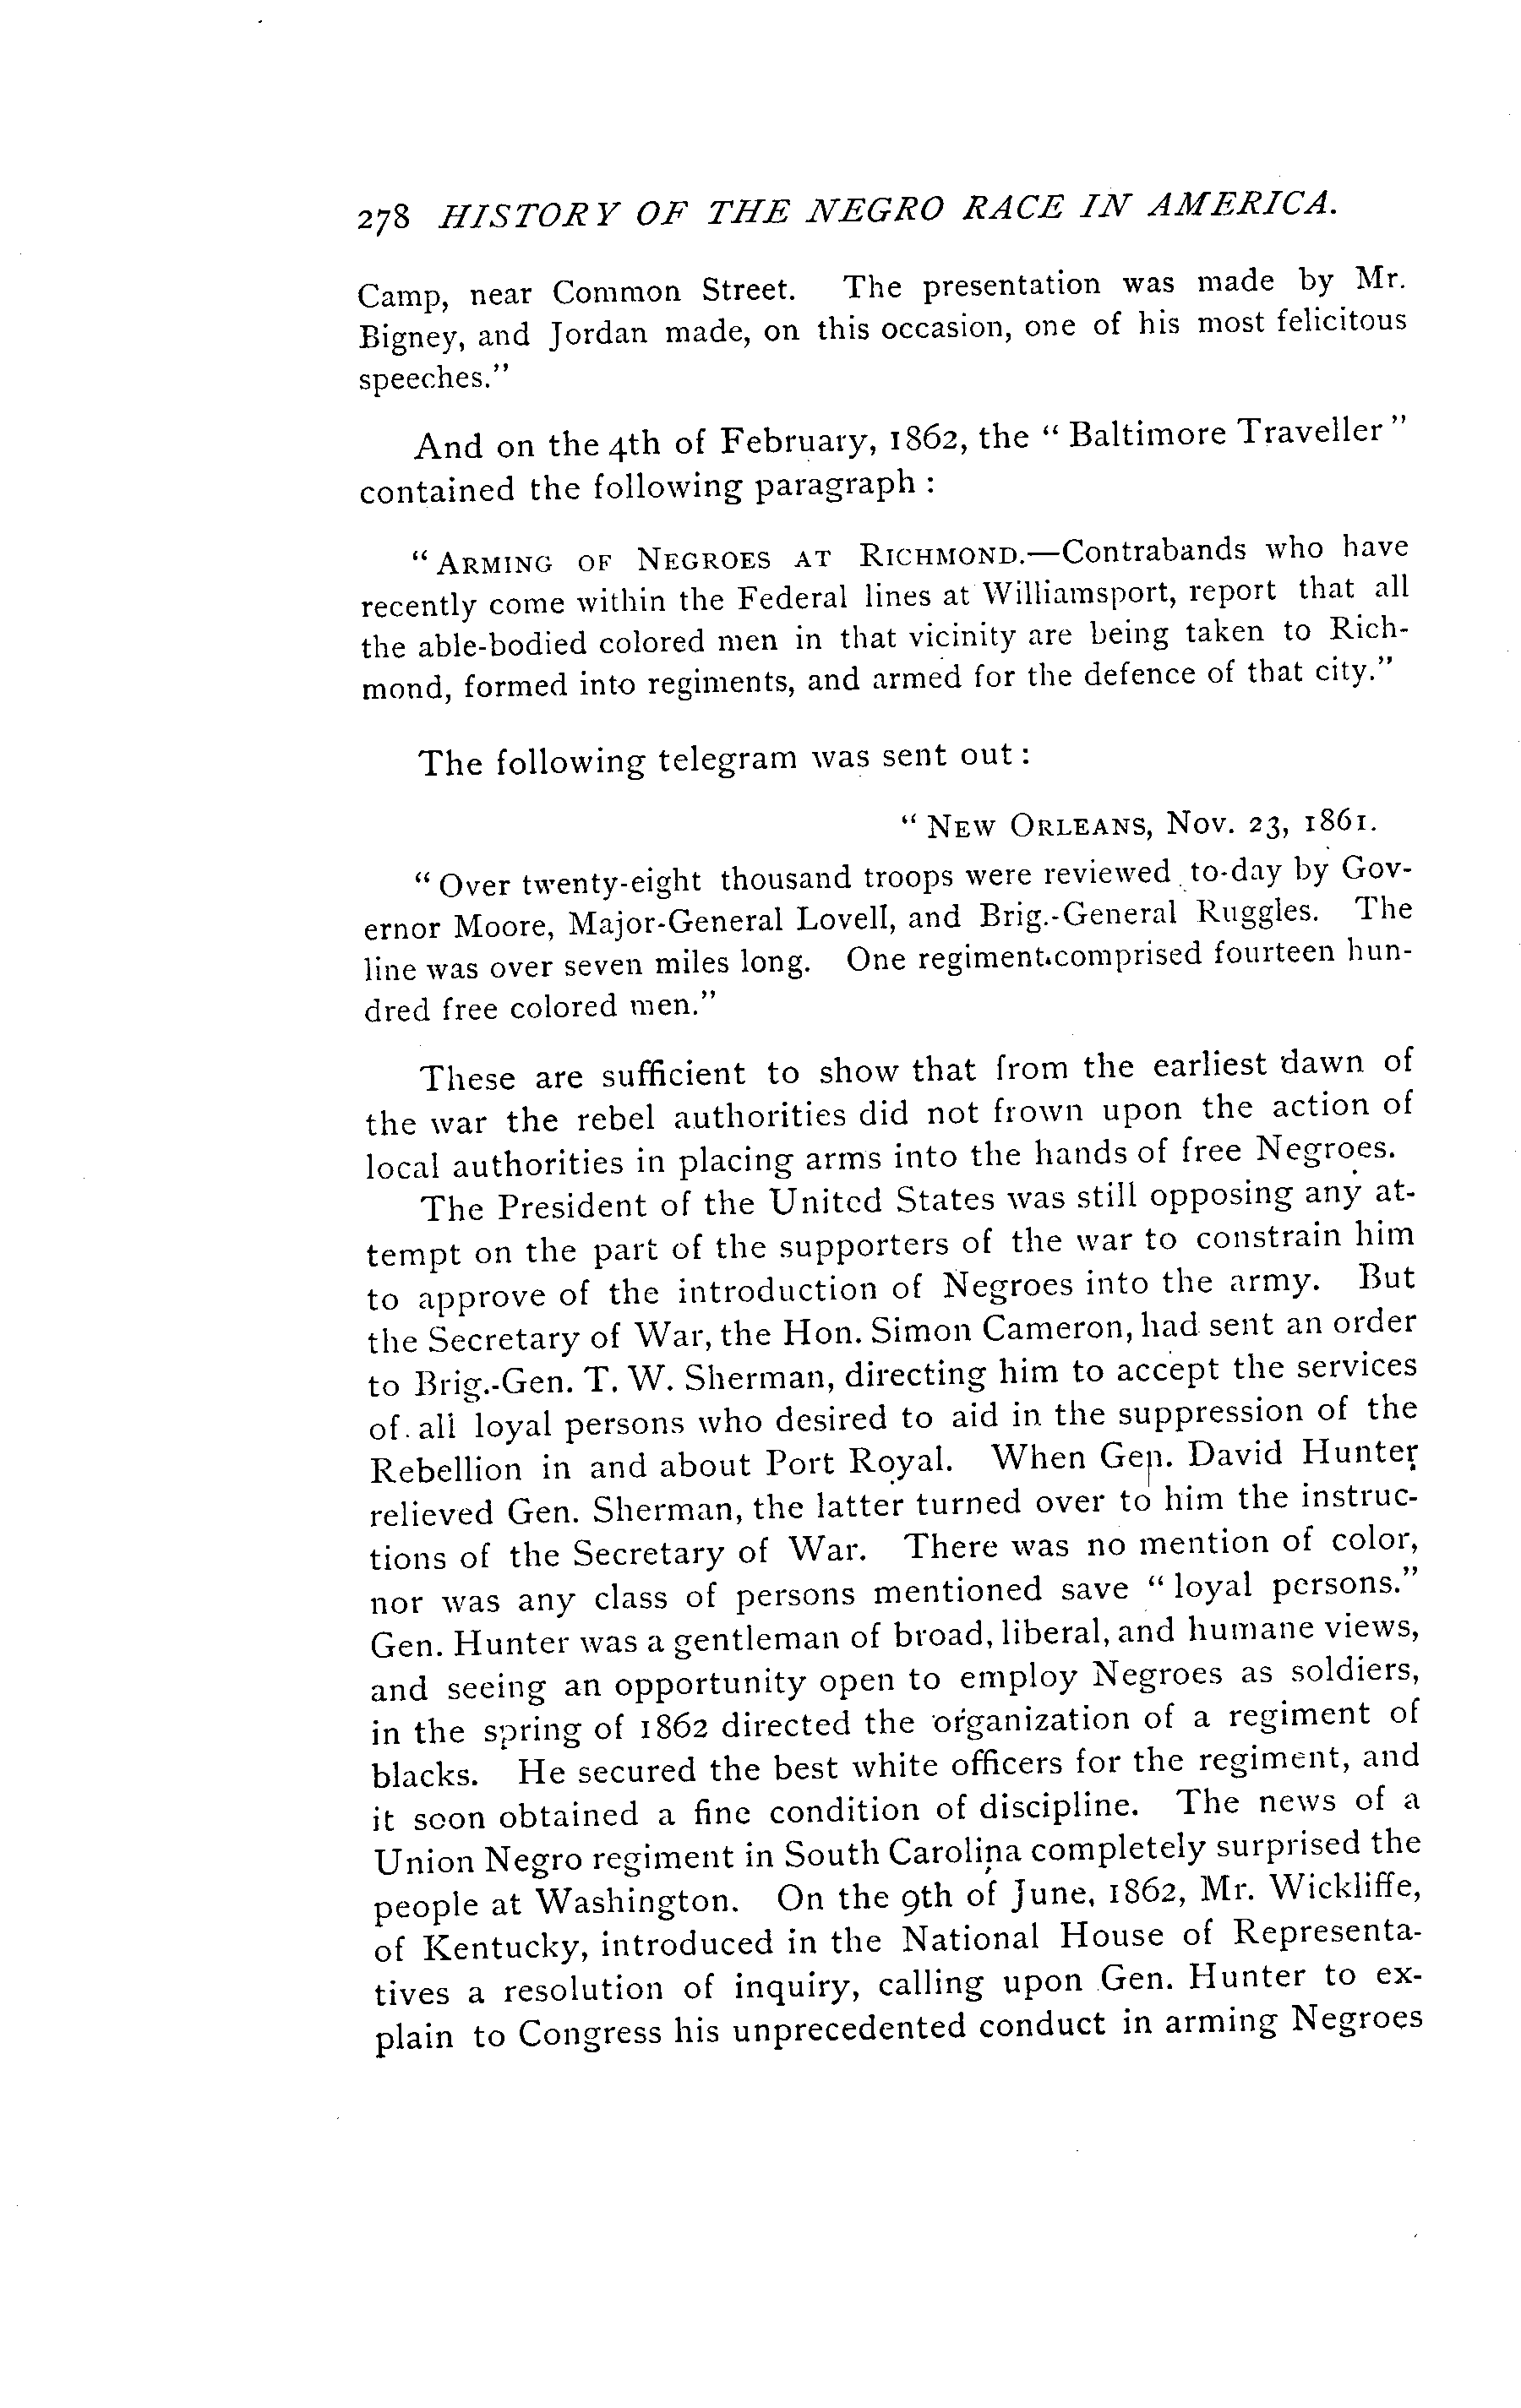 278 HISTORY OF THE NEGRO RACE IN AMERICA.
Camp, near Common Street. The presentation was made by Mr.
Bigney, and Jordan made, on this occasion, one of his most felicitous
speeches."
And on the 4th of February, 1862, the " Baltimore Traveller "
contained the following paragraph :
" ARMING OF NEGROES AT RICHMOND.—Contrabands who have
recently come within the Federal lines at Williamsport, report that all
the able-bodied colored men in that vicinity are being taken to Rich-
mond, formed into regiments, and armed for the defence of that city."
The following telegram was sent out :
" NEW ORLEANS, Nov. 23, 1861.
" Over twenty-eight thousand troops were reviewed to-day by Gov-
ernor Moore, Major-General Lovell, and Brig.-General Ruggles. The
line was over seven miles long. One regiment comprised fourteen hun-
dred free colored men."
These are sufficient to show that from the earliest dawn of
the war the rebel authorities did not frown upon the action of
local authorities in placing arms into the hands of free Negroes.
The President of the United States was still opposing any at-
tempt on the part of the supporters of the war to constrain him
to approve of the introduction of Negroes into the army. But
the Secretary of War, the Hon. Simon Cameron, had sent an order
to Brig.-Gen. T. W. Sherman, directing him to accept the services
of all loyal persons who desired to aid in the suppression of the
Rebellion in and about Port Royal. When Gen. David Hunter
relieved Gen. Sherman, the latter turned over to him the instruc-
tions of the Secretary of War. There was no mention of color,
nor was any class of persons mentioned save " loyal persons."
Gen. Hunter was a gentleman of broad, liberal, and humane views,
and seeing an opportunity open to employ Negroes as soldiers,
in the spring of 1862 directed the organization of a regiment of
blacks. He secured the best white officers for the regiment, and
it soon obtained a fine condition of discipline. The news of a
Union Negro regiment in South Carolina completely surprised the
people at Washington. On the 9th of June, 1862, Mr. Wickliffe,
of Kentucky, introduced in the National House of Representa-
tives a resolution of inquiry, calling upon Gen. Hunter to ex-
plain to Congress his unprecedented conduct in arming Negroes